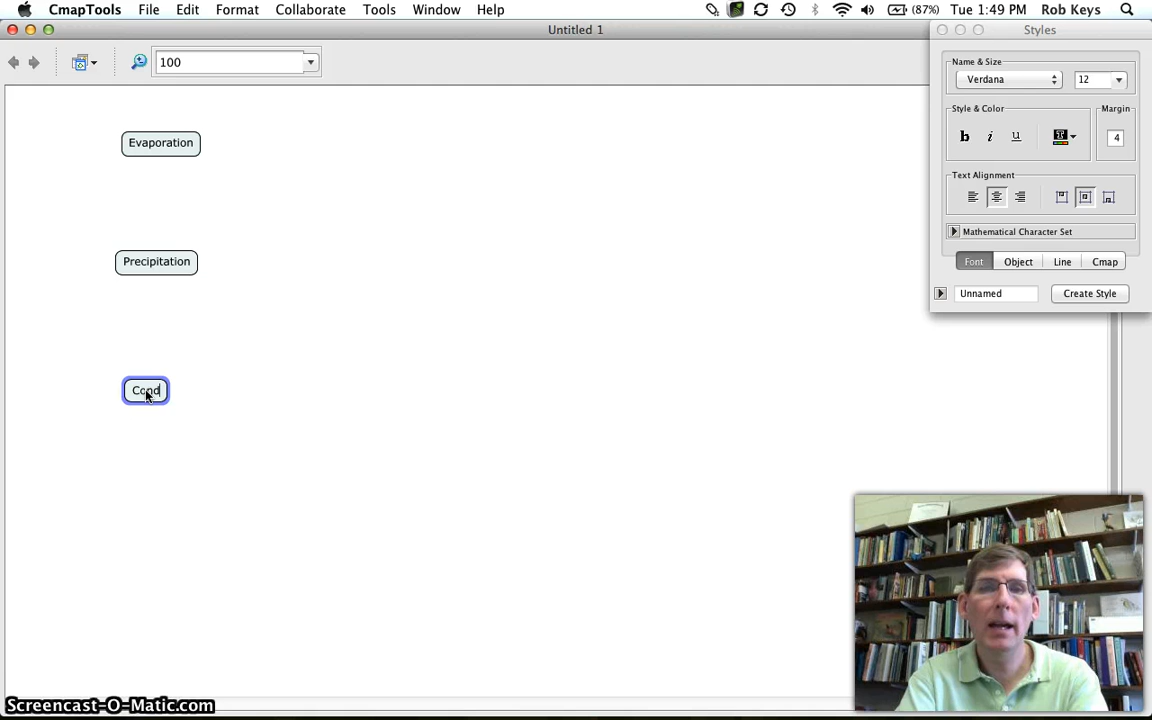 CmapTools File Edit Format Collaborate Tools Window Help (87%) Tue 1:49 PM Rob Keys
Untitled 1
Styles
100
Name & Size
Verdana 12
Style & Color Margin
b i u T 4
Text Alignment
Mathematical Character Set
Font Object Line Cmap
Unnamed Create Style
Evaporation
Precipitation
Cond
Screencast-O-Matic.com